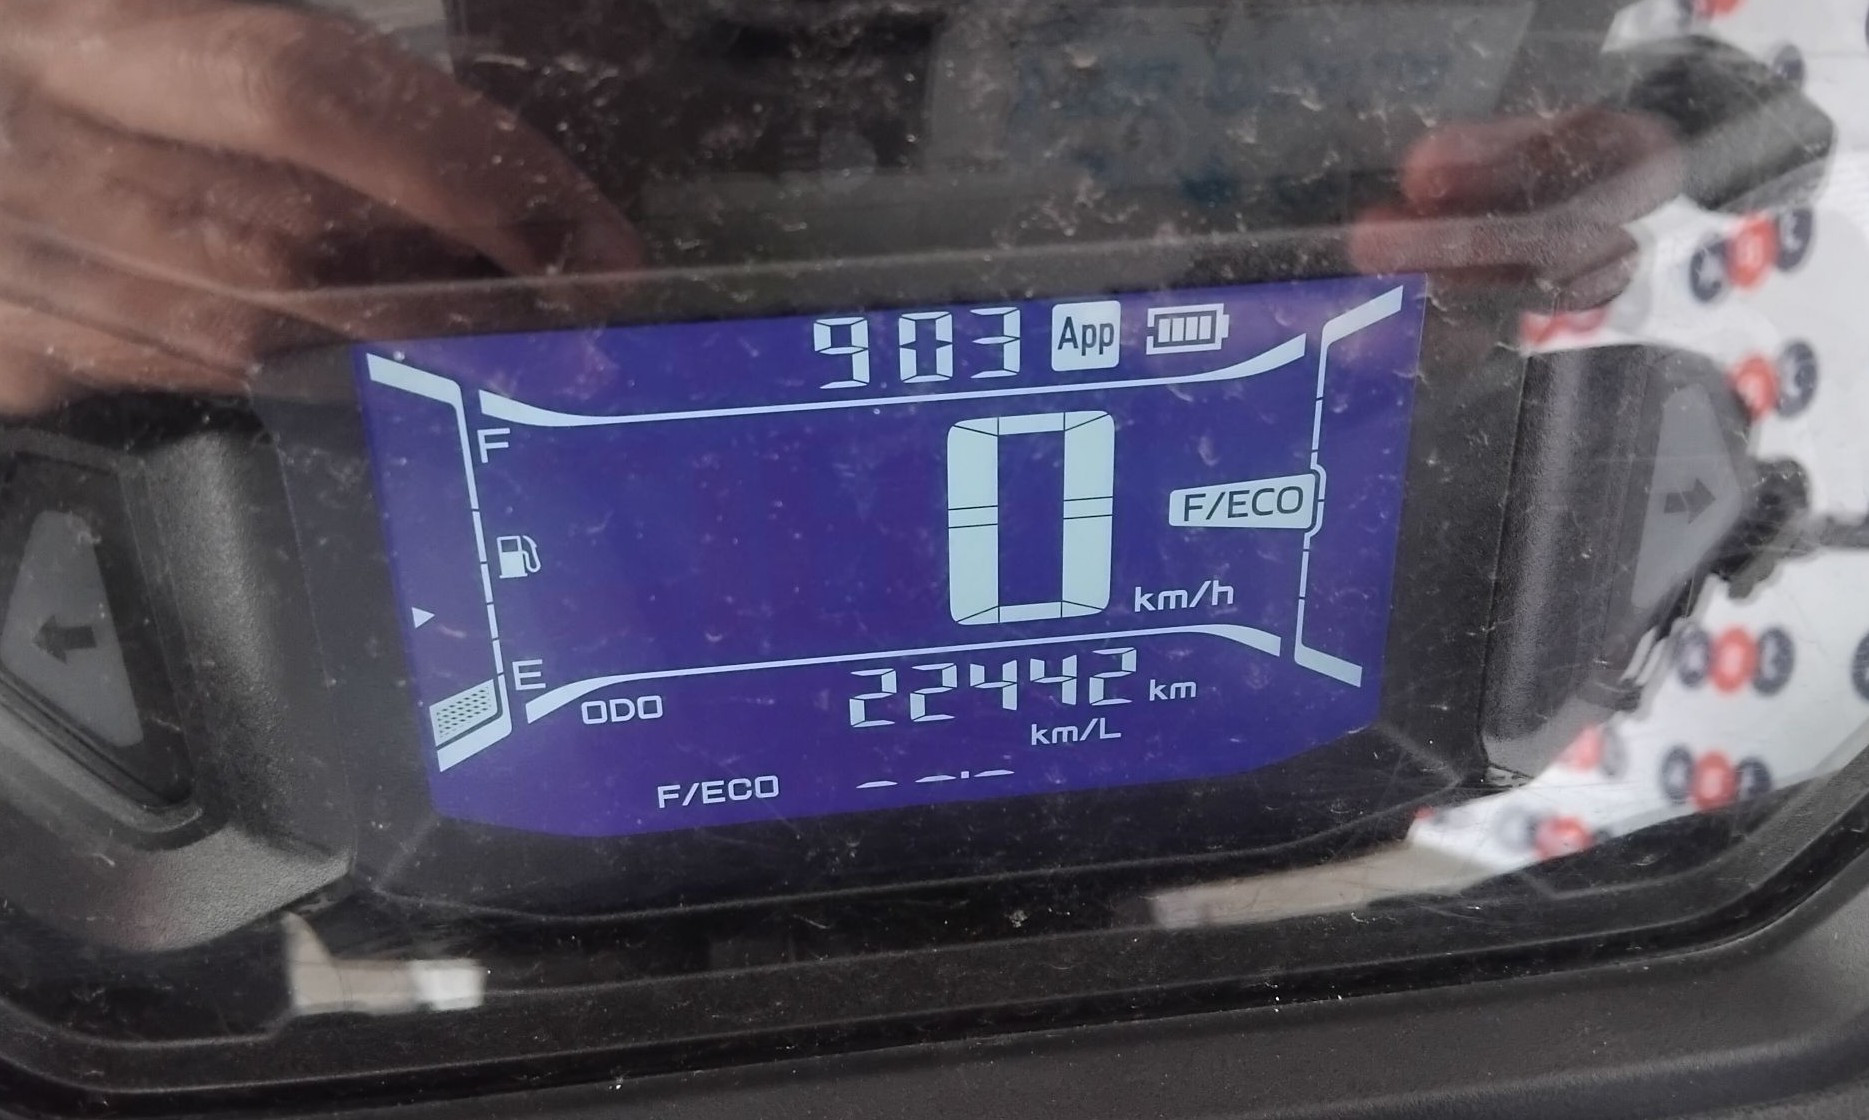 903 App
F
F/ECO
km/h
E
ODO 22442 km
km/L
F/ECO --.-
0